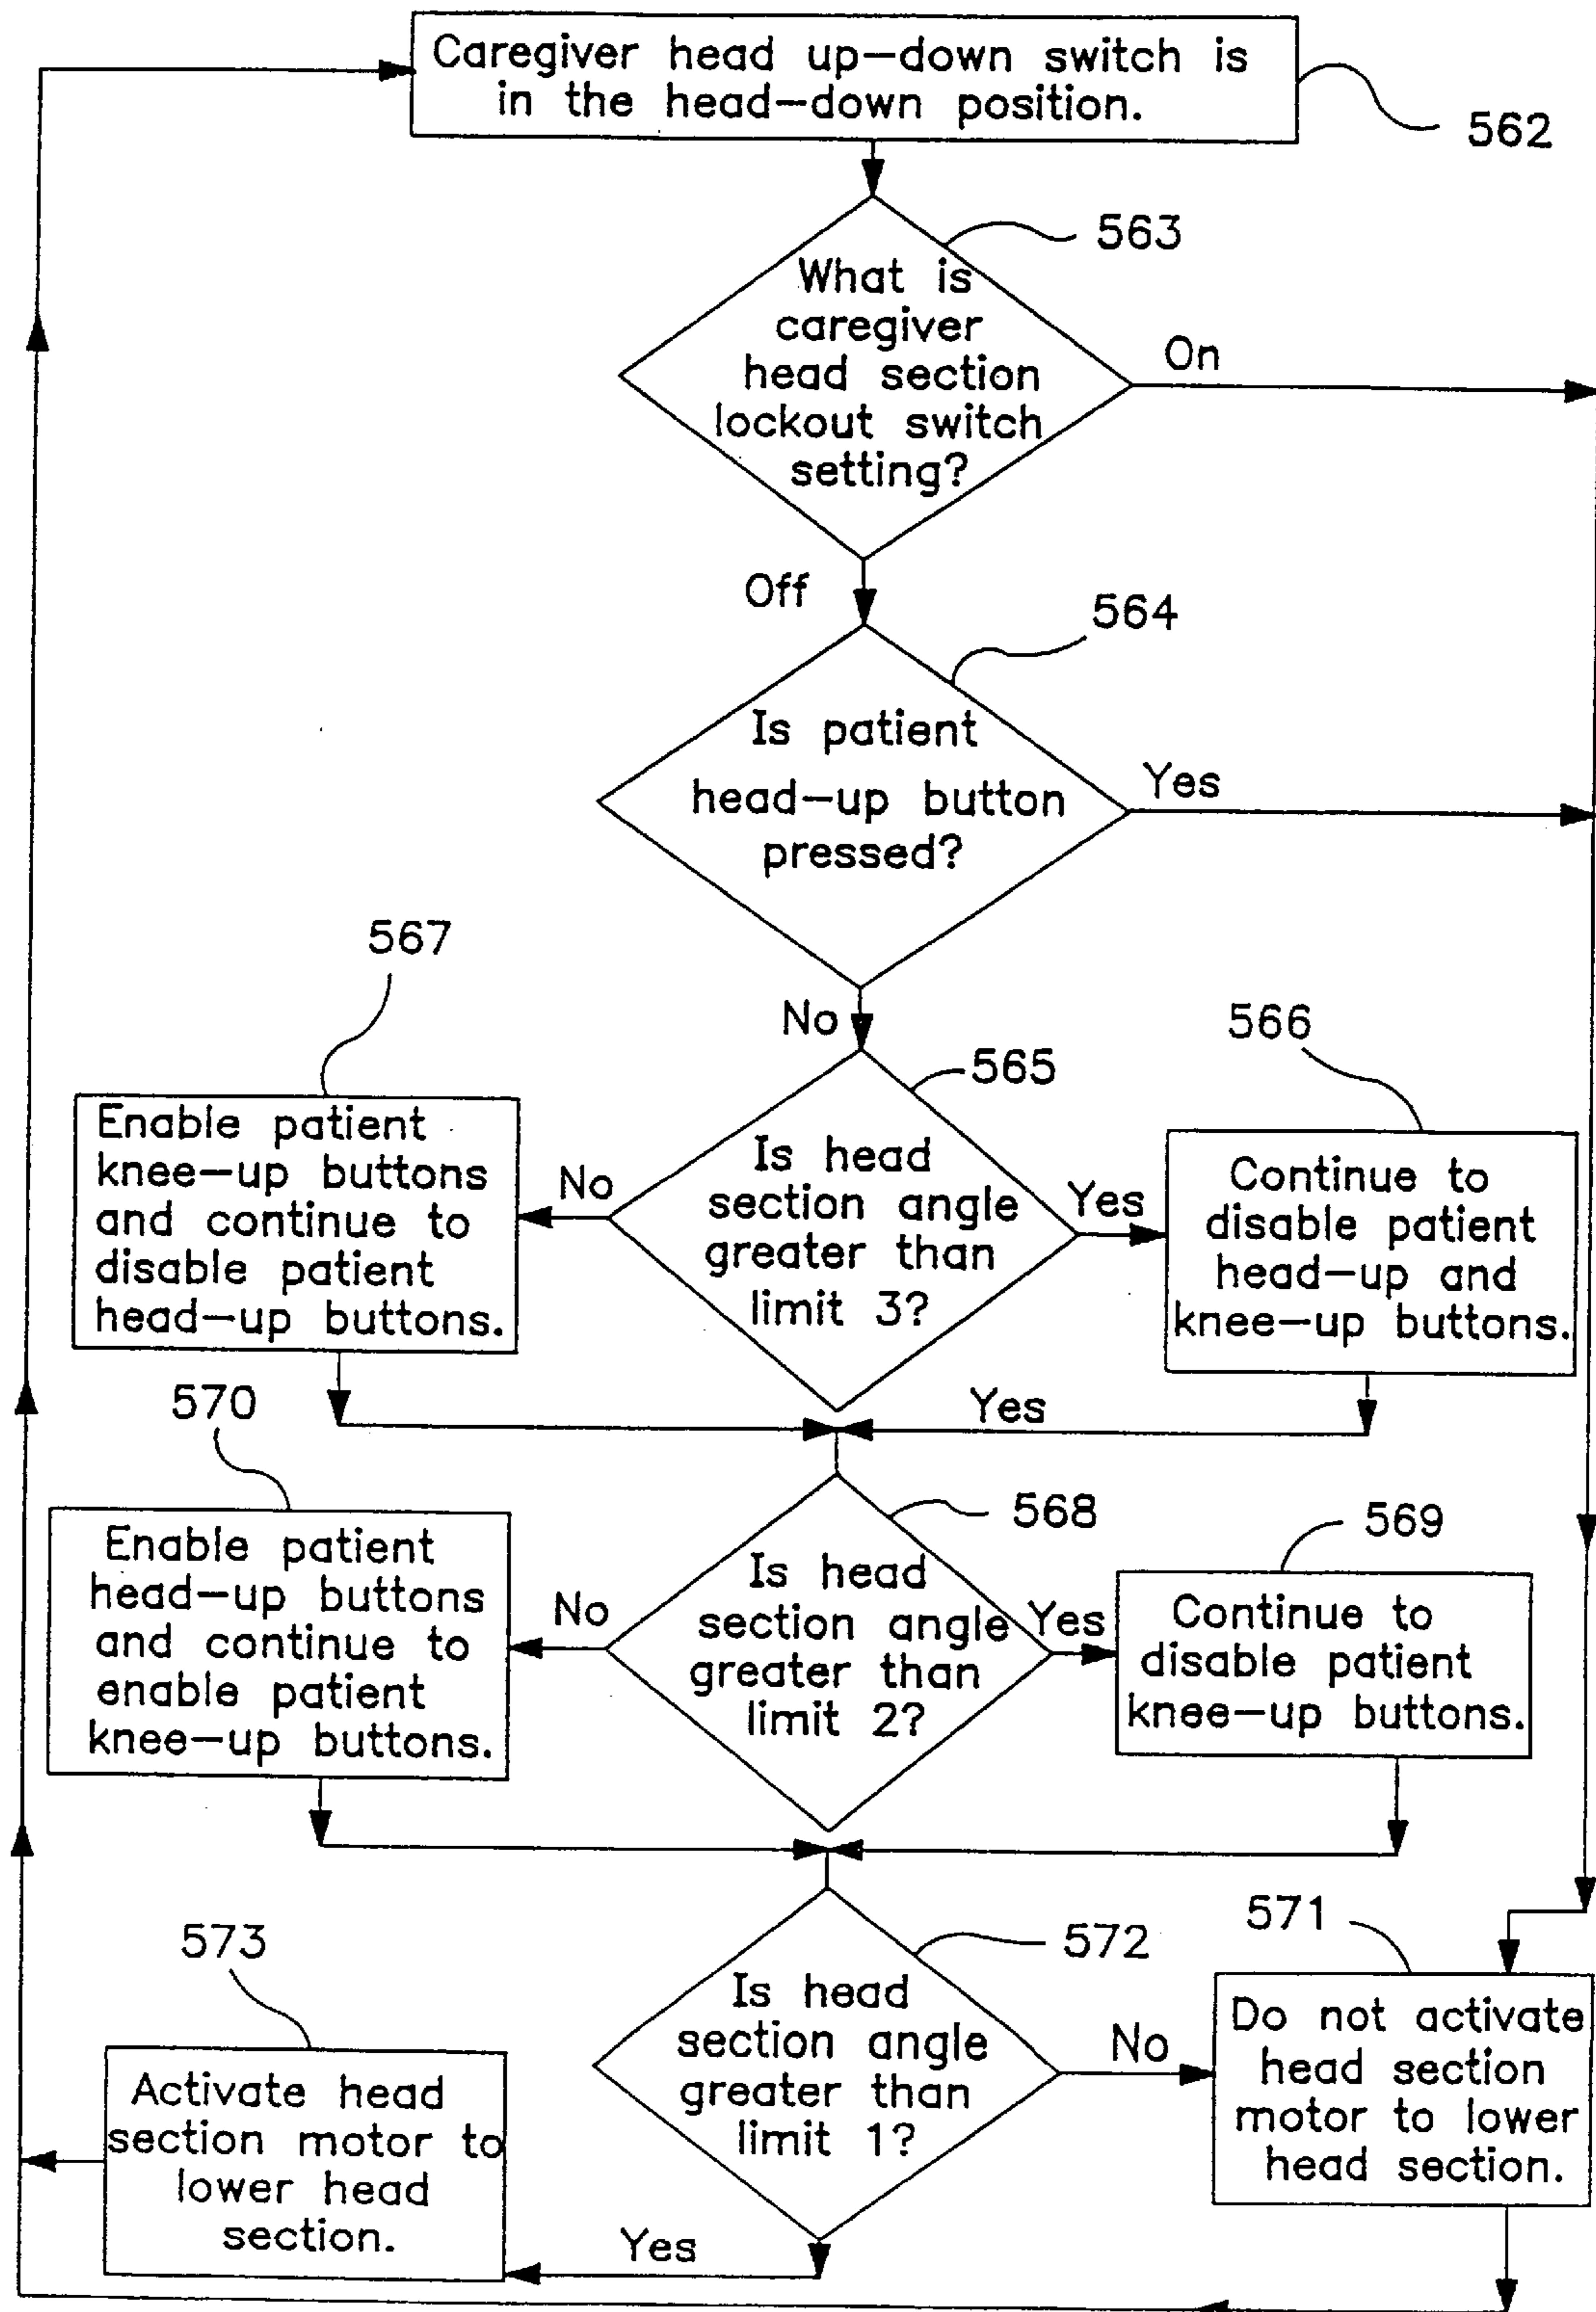 Caregiver head up–down switch is
in the head–down position.
562
563
What is
caregiver
head section
lockout switch
setting?
On
Off
564
Is patient
head–up button
pressed?
Yes
No
567
566
565
Enable patient
knee–up buttons
and continue to
disable patient
head–up buttons.
No
Is head
section angle
greater than
limit 3?
Yes
Continue to
disable patient
head–up and
knee–up buttons.
Yes
570
568
569
Enable patient
head–up buttons
and continue to
enable patient
knee–up buttons.
No
Is head
section angle
greater than
limit 2?
Yes
Continue to
disable patient
knee–up buttons.
573
572
571
Activate head
section motor to
lower head
section.
Is head
section angle
greater than
limit 1?
No
Do not activate
head section
motor to lower
head section.
Yes